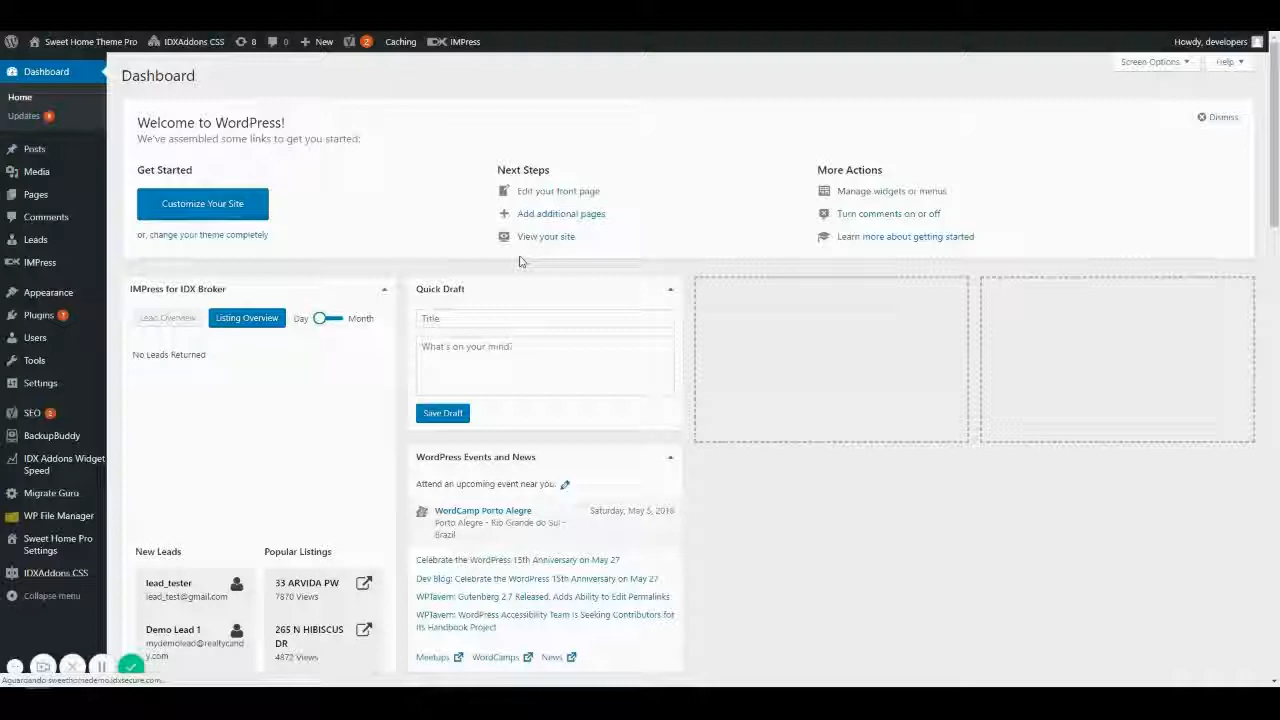 Sweet Home Theme Pro IDXAddons CSS 8 0 New 2 Caching IMPress Howdy, developers
Dashboard
Home
Updates 8
Posts
Media
Pages
Comments
Leads
IMPress
Appearance
Plugins 7
Users
Tools
Settings
SEO 2
BackupBuddy
IDX Addons Widget
Speed
Migrate Guru
WP File Manager
Sweet Home Pro
Settings
IDXAddons CSS
Collapse menu
Dashboard
Screen Options Help
Welcome to WordPress!
We've assembled some links to get you started:
Dismiss
Get Started
Customize Your Site
or, change your theme completely
Next Steps
Edit your front page
Add additional pages
View your site
More Actions
Manage widgets or menus
Turn comments on or off
Learn more about getting started
IMPress for IDX Broker
Lead Overview Listing Overview Day Month
No Leads Returned
New Leads
lead_tester
lead_test@gmail.com
Demo Lead 1
mydemolead@realtycand
y.com
Popular Listings
33 ARVIDA PW
7870 Views
265 N HIBISCUS
DR
4872 Views
Quick Draft
Title
What's on your mind?
Save Draft
WordPress Events and News
Attend an upcoming event near you.
WordCamp Porto Alegre Saturday, May 5, 2018
Porto Alegre - Rio Grande do Sul -
Brazil
Celebrate the WordPress 15th Anniversary on May 27
Dev Blog: Celebrate the WordPress 15th Anniversary on May 27
WPTavern: Gutenberg 2.7 Released, Adds Ability to Edit Permalinks
WPTavern: WordPress Accessibility Team Is Seeking Contributors for
Its Handbook Project
Meetups WordCamps News
Aguardando sweethomedemo.idxsecure.com...